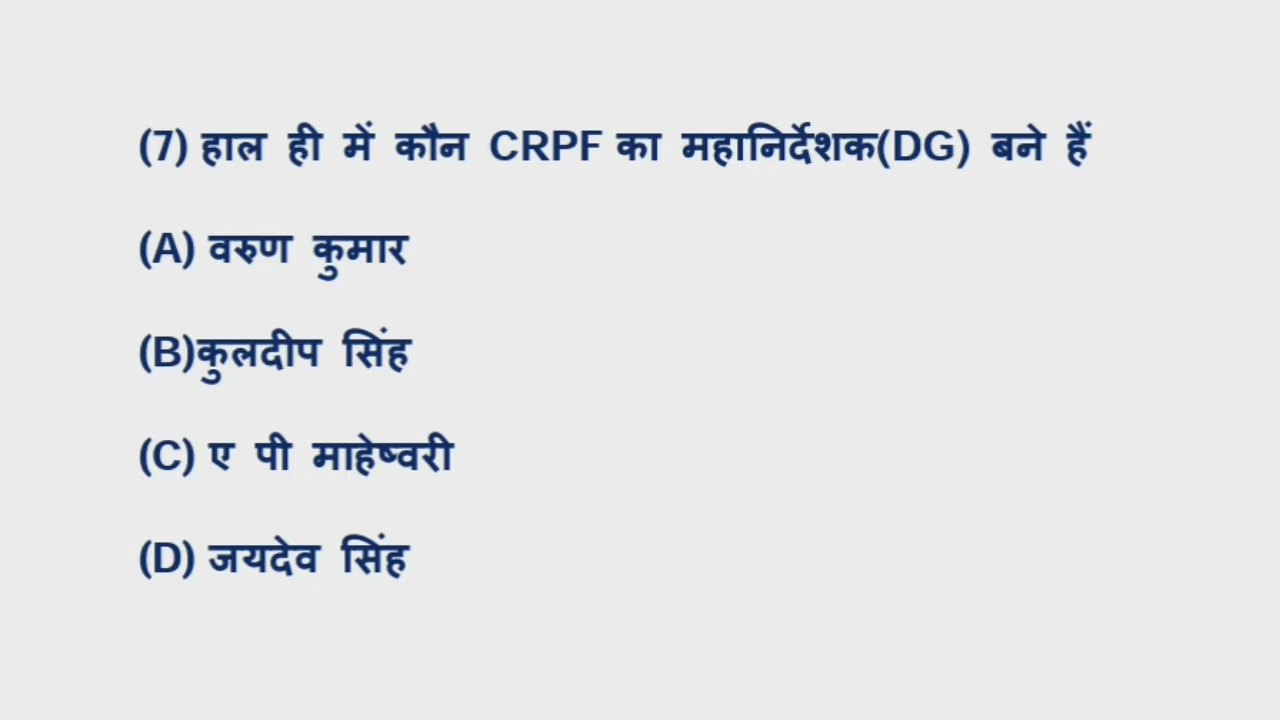 (7) हाल ही में कौन CRPF का महानिर्देशक(DG) बने हैं
(A) वरुण कुमार
(B)कुलदीप सिंह
(C) ए पी माहेष्वरी
(D) जयदेव सिंह